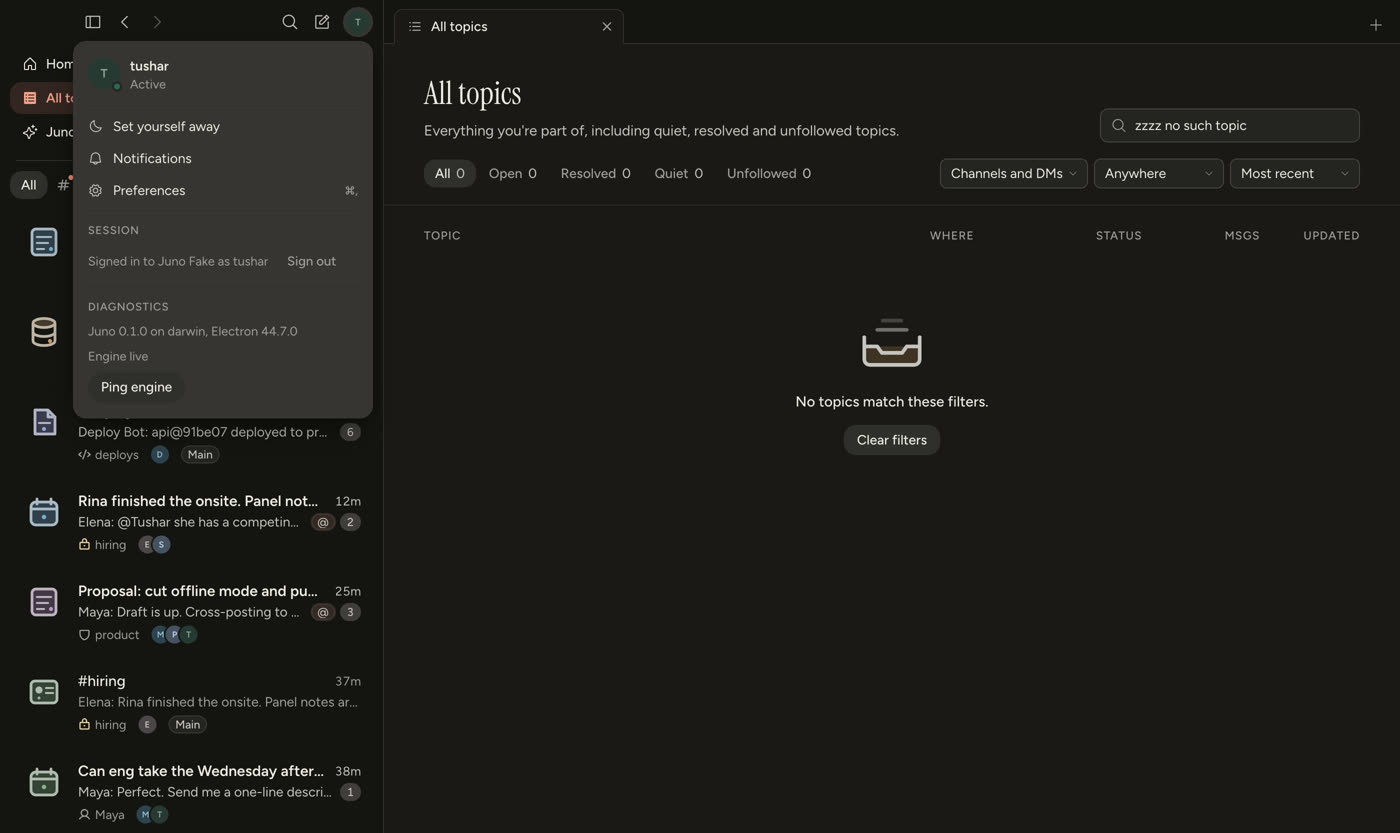 T
All topics
Hom
All to
Juno
All
#
T
tushar
Active
Set yourself away
Notifications
Preferences
⌘,
SESSION
Signed in to Juno Fake as tushar
Sign out
DIAGNOSTICS
Juno 0.1.0 on darwin, Electron 44.7.0
Engine live
Ping engine
Deploy Bot: api@91be07 deployed to pr...
6
deploys
D
Main
Rina finished the onsite. Panel not...
12m
Elena: @Tushar she has a competin...
@
2
hiring
E
S
Proposal: cut offline mode and pu...
25m
Maya: Draft is up. Cross-posting to ...
@
3
product
M
P
T
#hiring
37m
Elena: Rina finished the onsite. Panel notes ar...
hiring
E
Main
Can eng take the Wednesday after...
38m
Maya: Perfect. Send me a one-line descri...
1
Maya
M
T
All topics
Everything you're part of, including quiet, resolved and unfollowed topics.
zzzz no such topic
All 0
Open 0
Resolved 0
Quiet 0
Unfollowed 0
Channels and DMs
Anywhere
Most recent
TOPIC
WHERE
STATUS
MSGS
UPDATED
No topics match these filters.
Clear filters